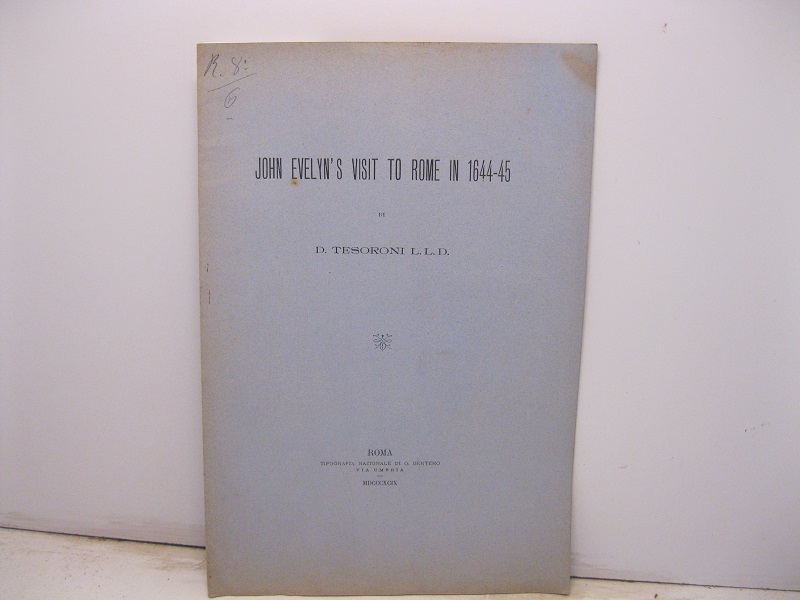 R. 8º
6
JOHN EVELYN'S VISIT TO ROME IN 1644-45
DI
D. TESORONI L.L.D.
ROMA
TIPOGRAFIA NAZIONALE DI G. BERTERO
VIA UMBRIA
MDCCCXCIX